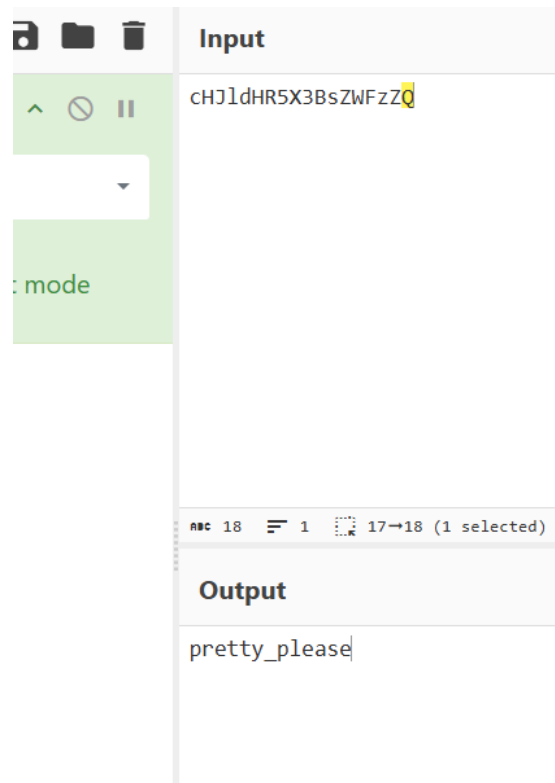 Input
cHJldHR5X3BsZWFzZQ
t mode
ABC 18 1 17→18 (1 selected)
Output
pretty_please